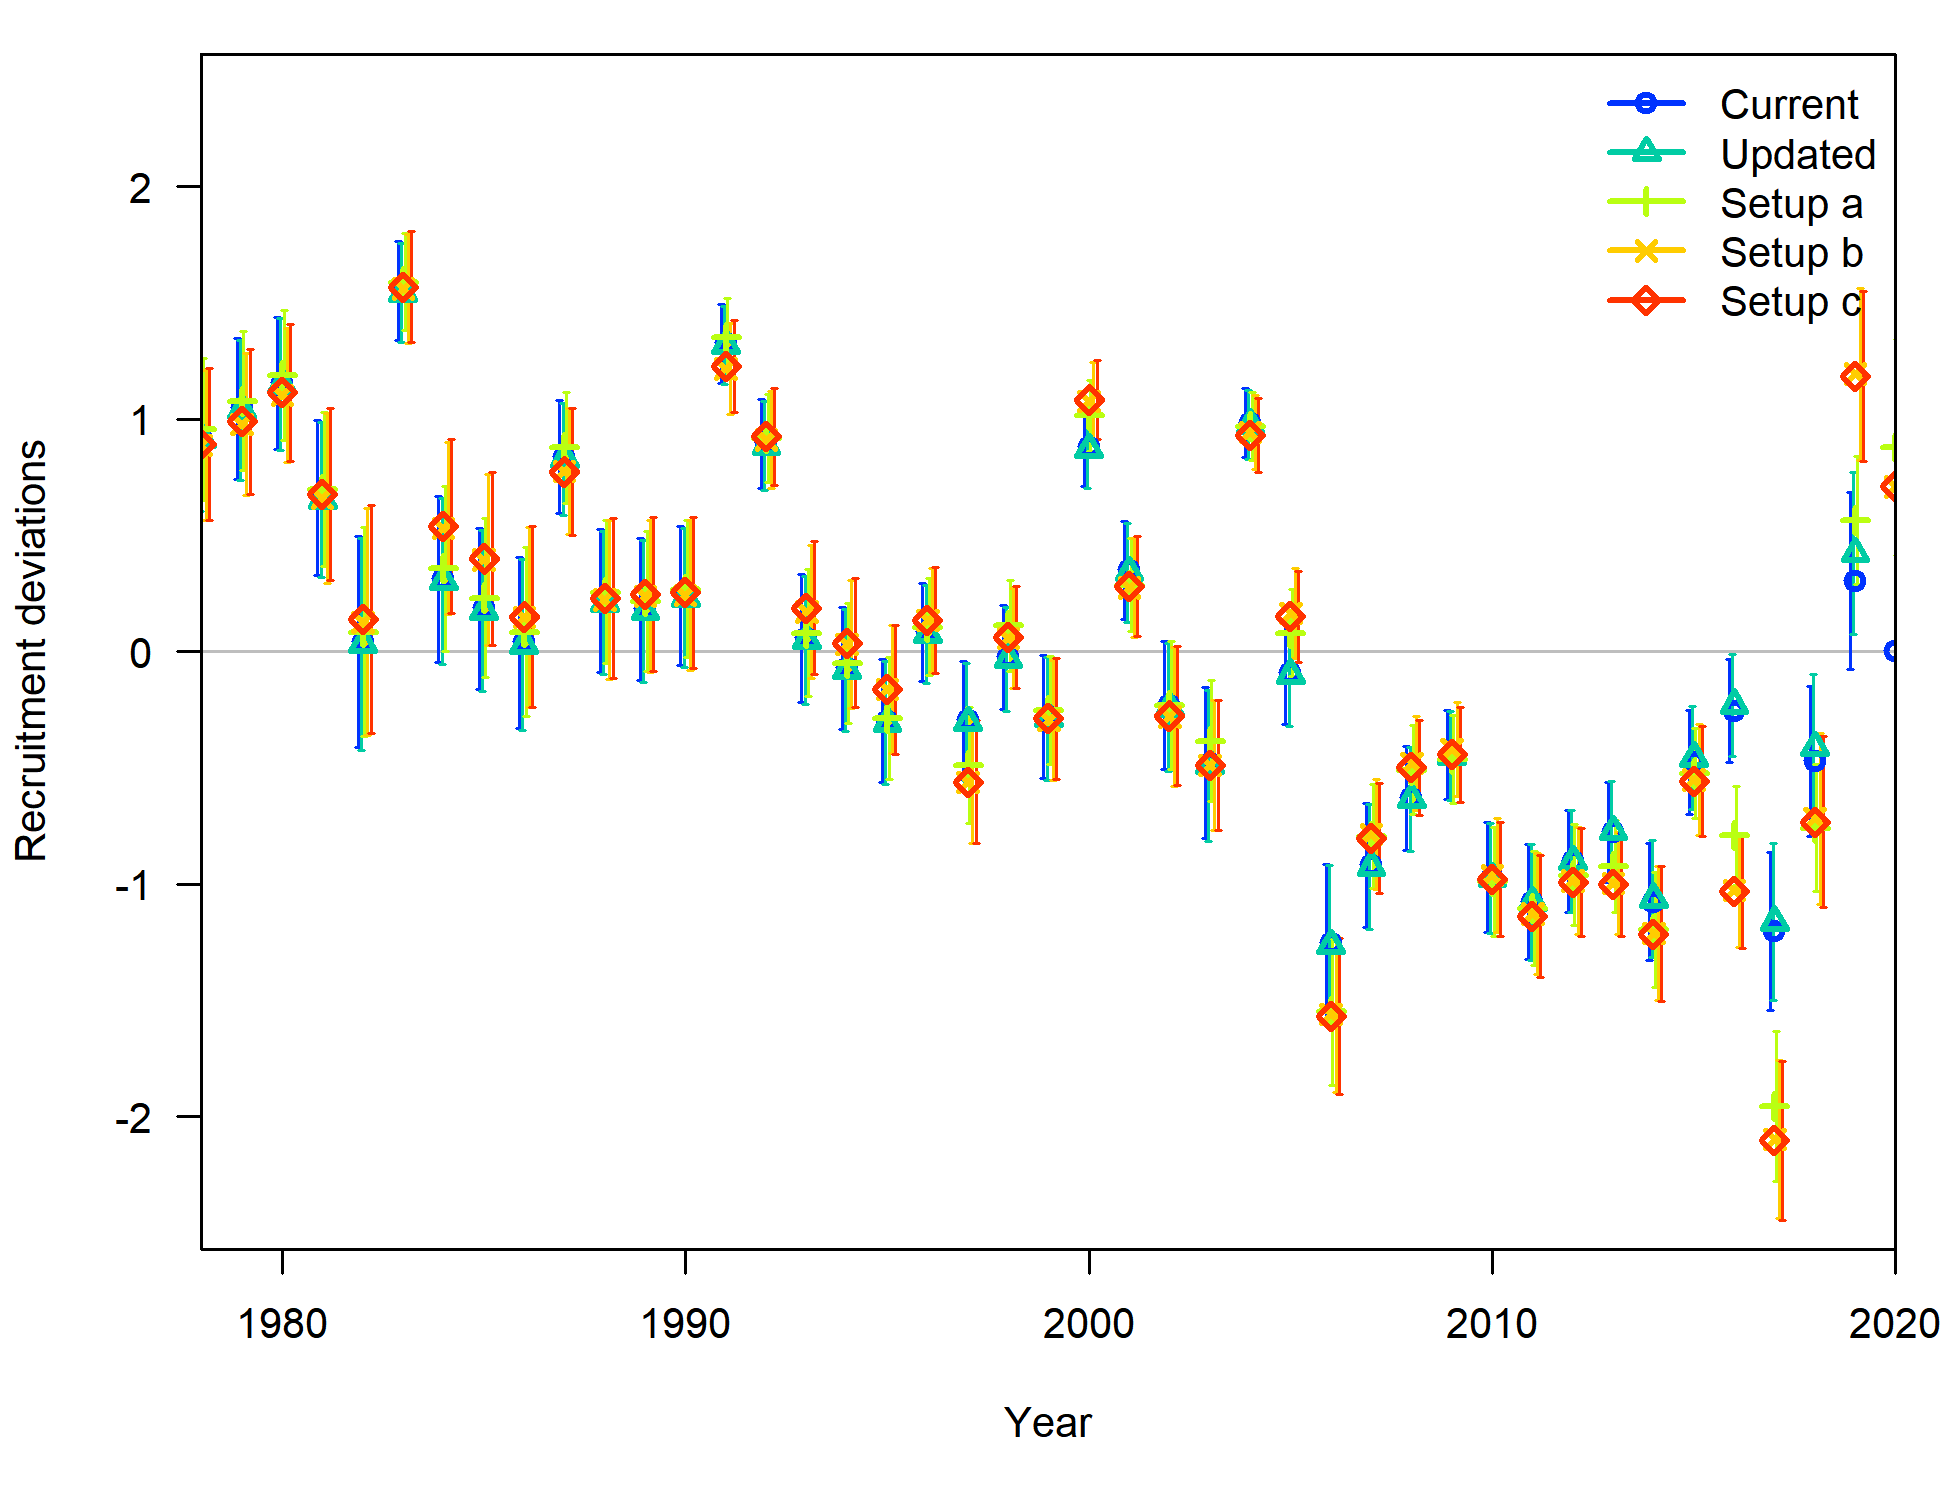 Current
Updated
Setup a
Setup b
Setup c
2
1
0
-1
-2
Recruitment deviations
1980
1990
2000
2010
2020
Year